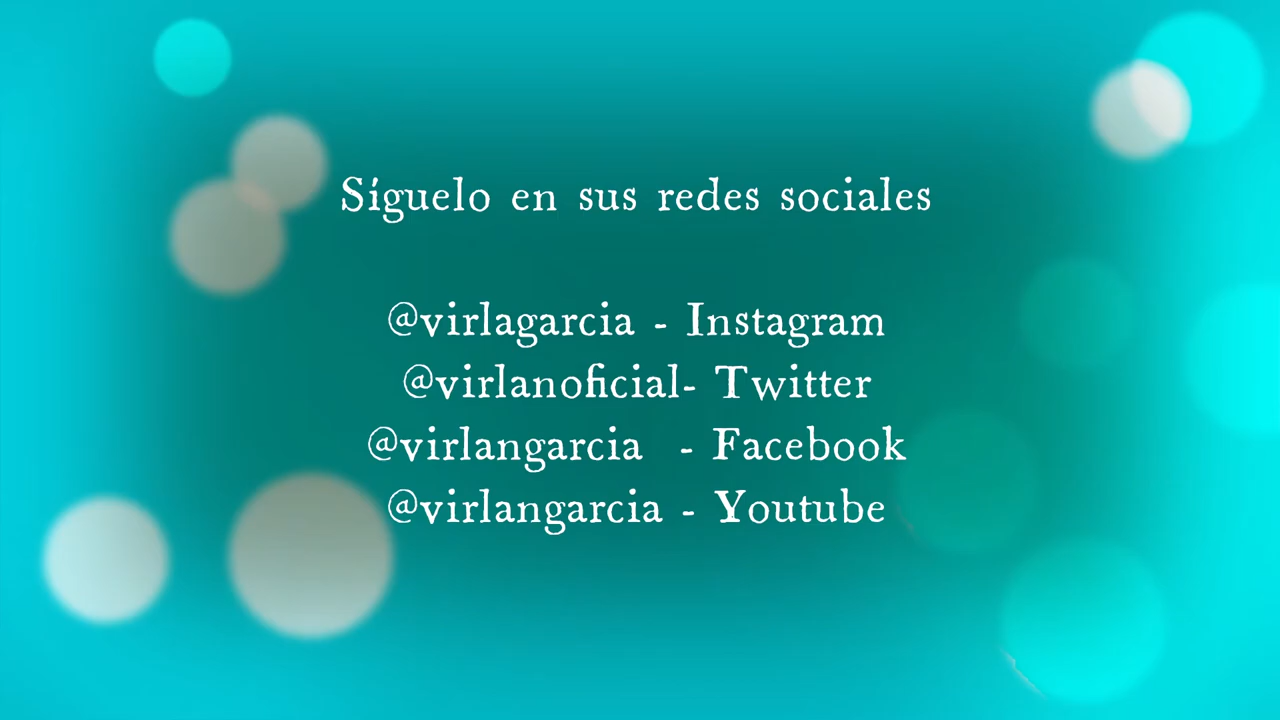 Síguelo en sus redes sociales
@virlagarcia - Instagram
@virlanoficial- Twitter
@virlangarcia - Facebook
@virlangarcia - Youtube